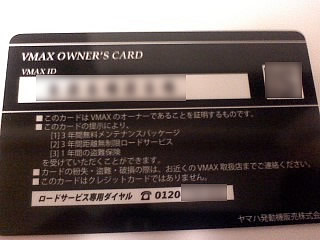 VMAX OWNER'S CARD
VMAX ID
■このカードは VMAX のオーナーであることを証明するものです。
■このカードの提示により、
[1] 3 年間無料メンテナンスパッケージ
[2] 3 年間距離無制限ロードサービス
[3] 1 年間の盗難保険
を受けていただくことができます。
■カードの紛失・盗難・破損の際は、お近くの VMAX 取扱店までご連絡ください。
■このカードはクレジットカードではありません。
ロードサービス専用ダイヤル ☎ 0120
ヤマハ発動機販売株式会